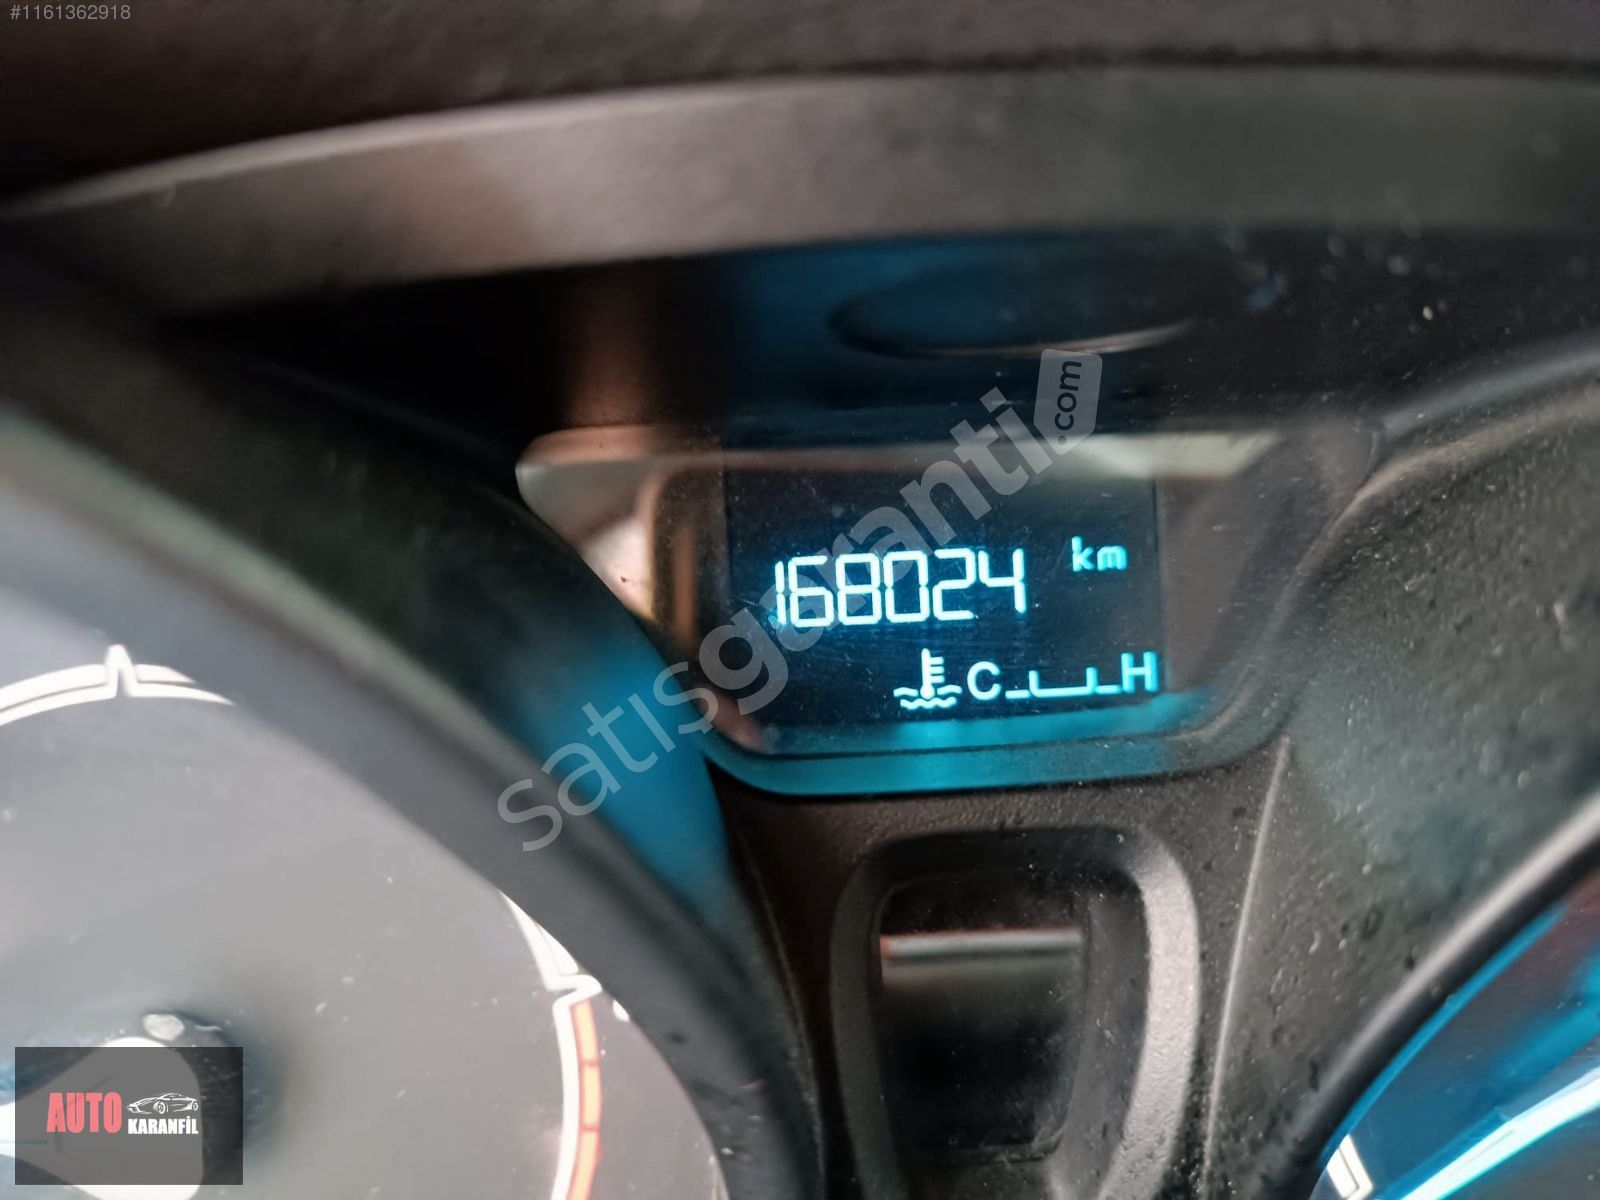 #1161362918
satışgaranti.com
168024 km
C H
AUTO
KARANFİL